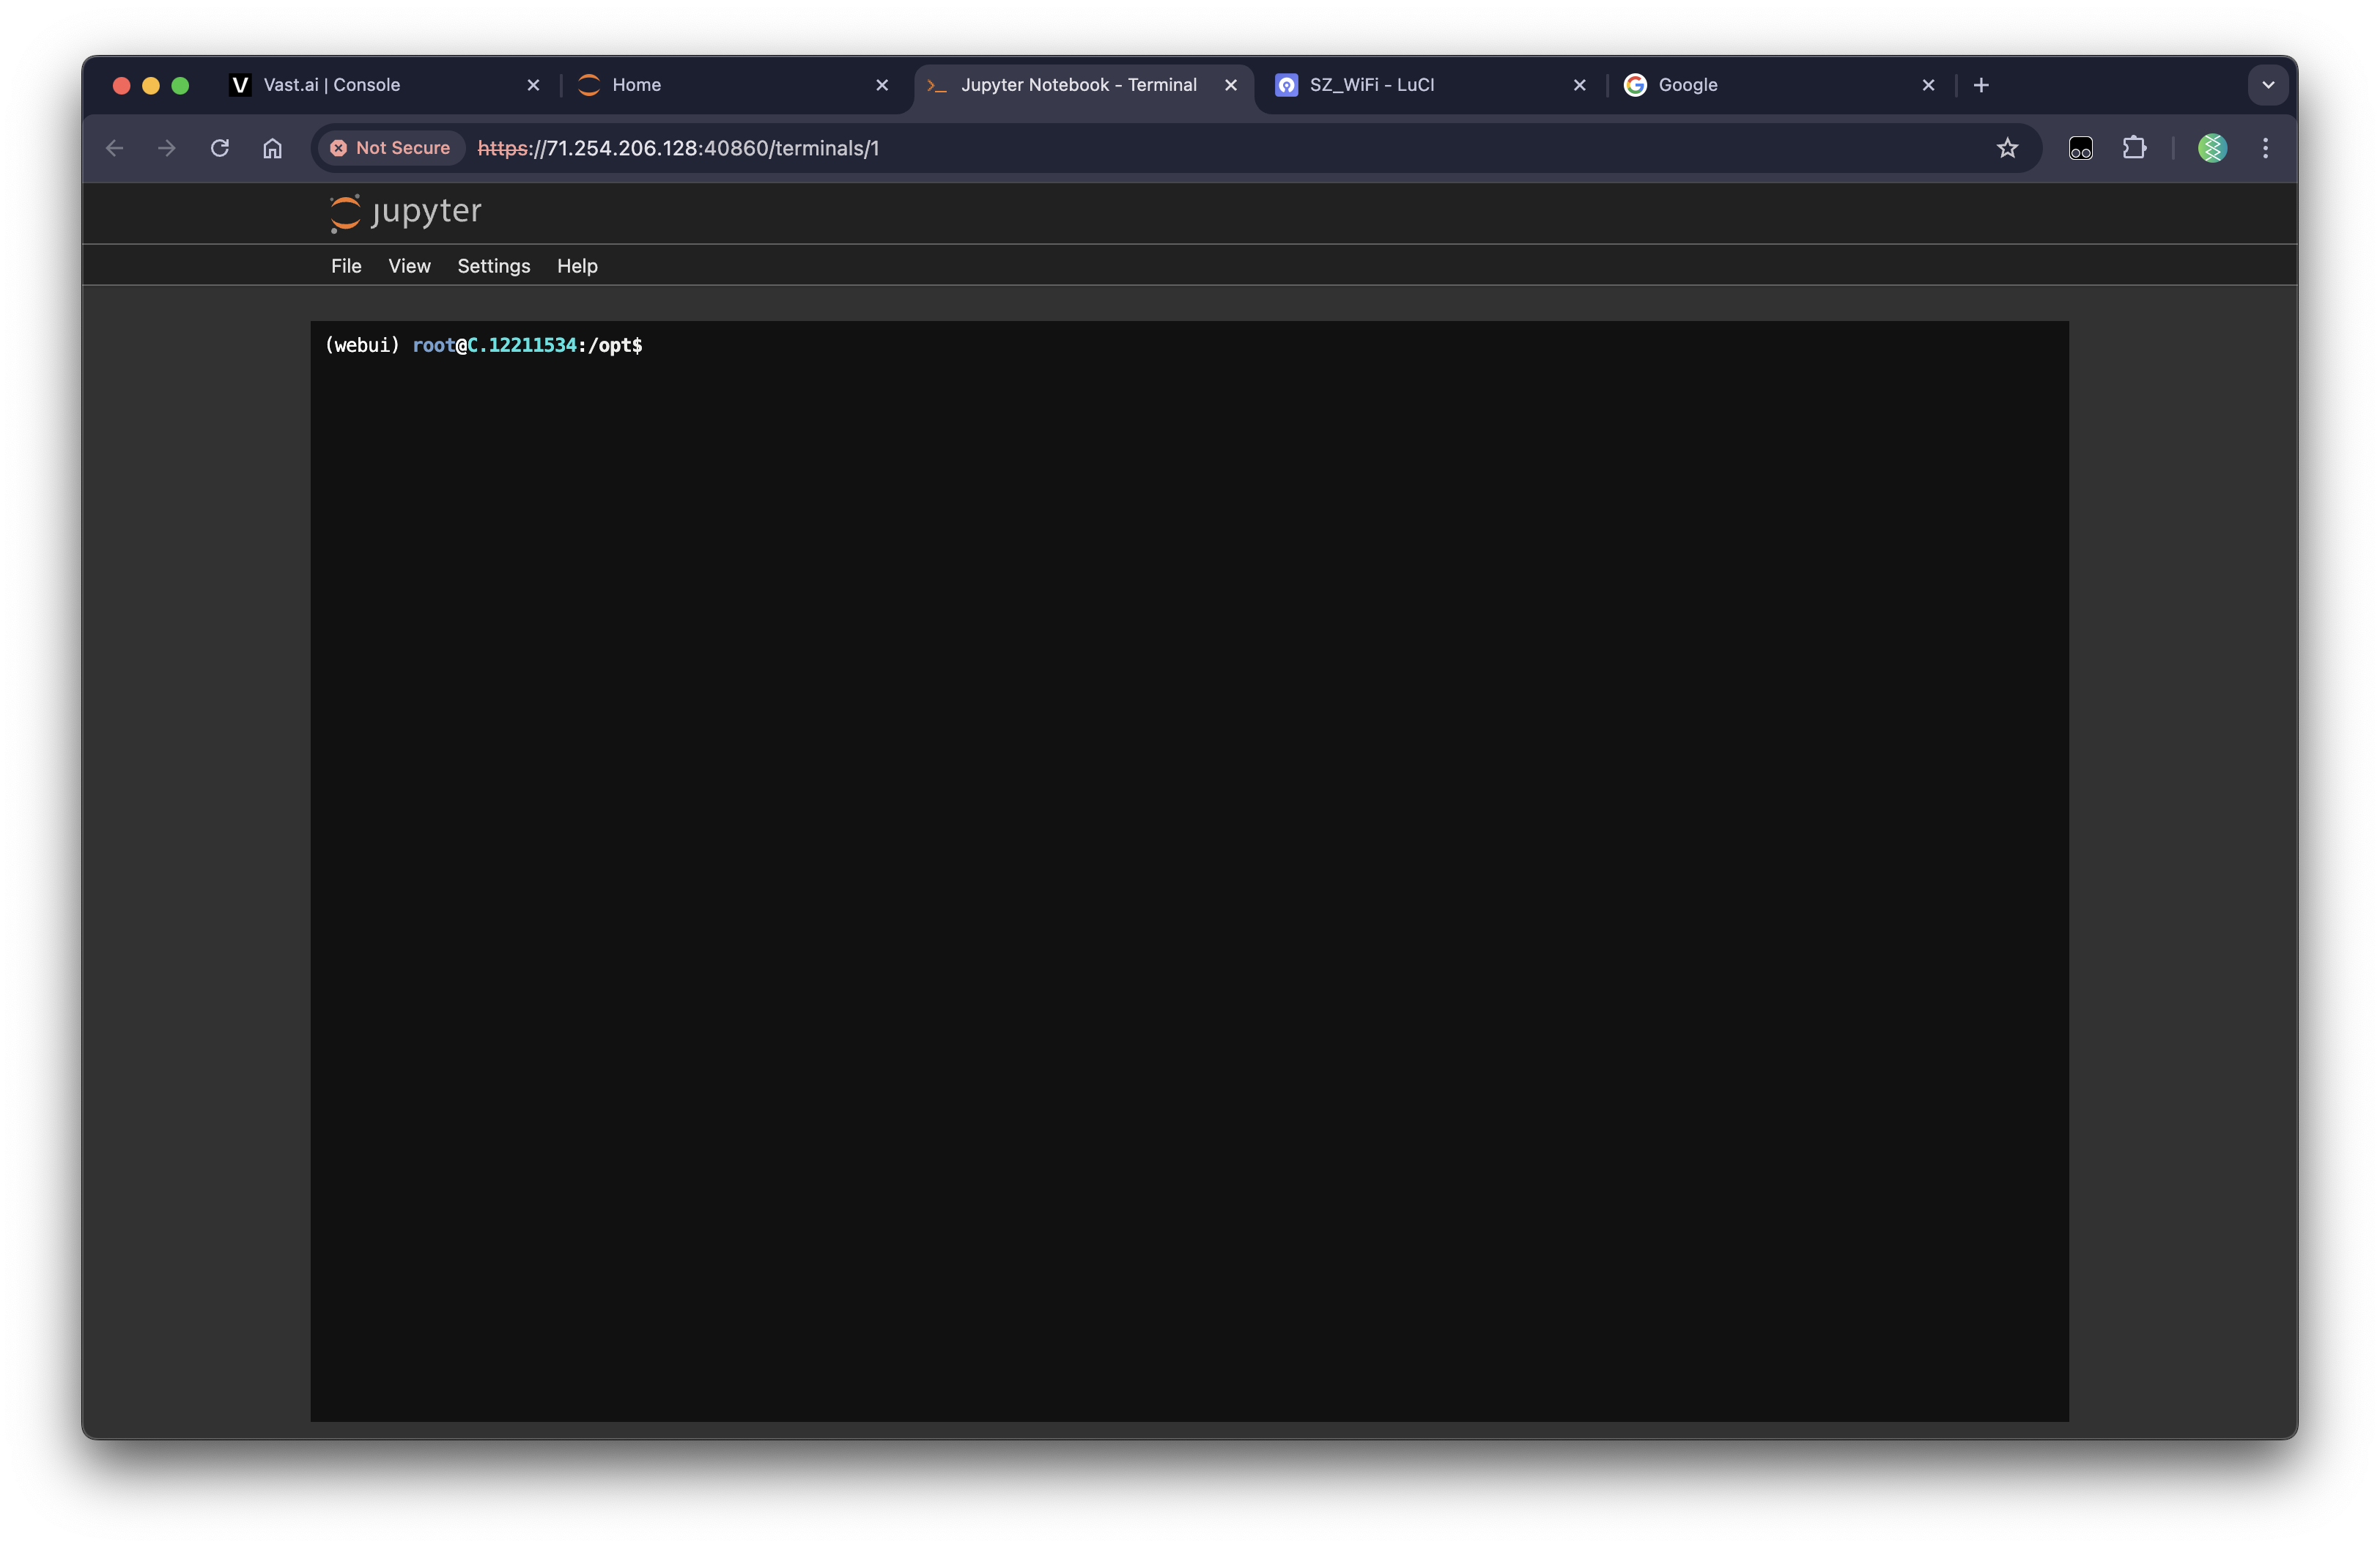 Vast.ai | Console
Home
Jupyter Notebook - Terminal
SZ_WiFi - LuCI
Google
Not Secure
https://71.254.206.128:40860/terminals/1
jupyter
File View Settings Help
(webui) root@C.12211534:/opt$